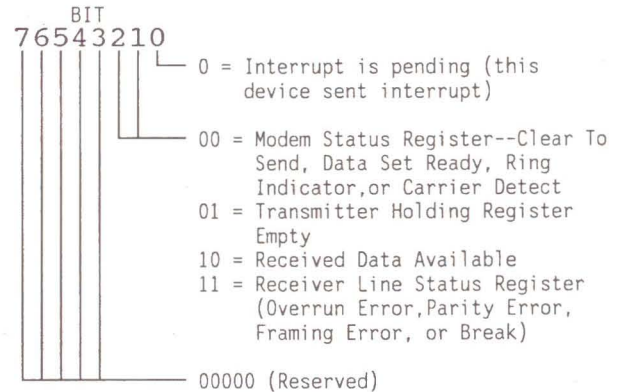 BIT
76543210
0 = Interrupt is pending (this
device sent interrupt)
00 = Modem Status Register--Clear To
Send, Data Set Ready, Ring
Indicator,or Carrier Detect
01 = Transmitter Holding Register
Empty
10 = Received Data Available
11 = Receiver Line Status Register
(Overrun Error,Parity Error,
Framing Error, or Break)
00000 (Reserved)